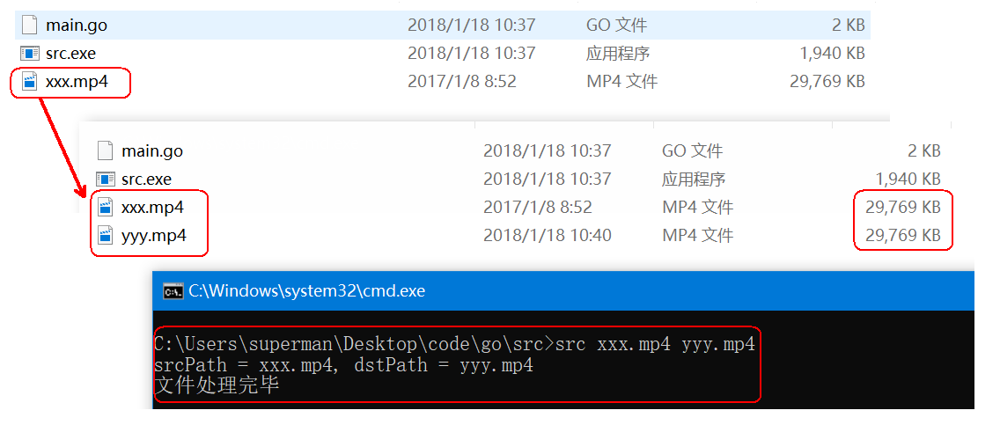 main.go 2018/1/18 10:37 GO 文件 2 KB
src.exe 2018/1/18 10:37 应用程序 1,940 KB
xxx.mp4 2017/1/8 8:52 MP4 文件 29,769 KB
main.go 2018/1/18 10:37 GO 文件 2 KB
src.exe 2018/1/18 10:37 应用程序 1,940 KB
xxx.mp4 2017/1/8 8:52 MP4 文件 29,769 KB
yyy.mp4 2018/1/18 10:40 MP4 文件 29,769 KB
C:\. C:\Windows\system32\cmd.exe
C:\Users\superman\Desktop\code\go\src>src xxx.mp4 yyy.mp4
srcPath = xxx.mp4, dstPath = yyy.mp4
文件处理完毕